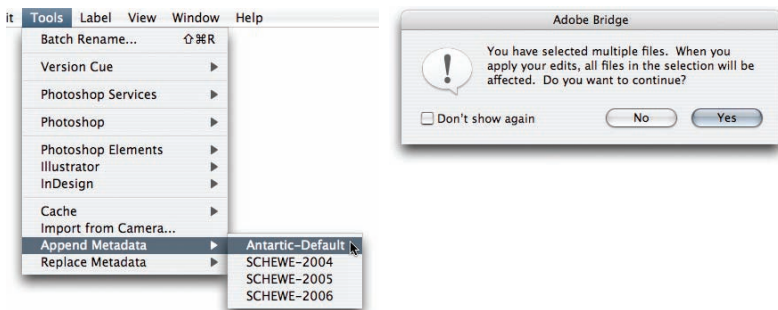 it Tools Label View Window Help
Batch Rename... ⇧⌘R
Version Cue
Photoshop Services
Photoshop
Photoshop Elements
Illustrator
InDesign
Cache
Import from Camera...
Append Metadata
Replace Metadata
Antartic-Default
SCHEWE-2004
SCHEWE-2005
SCHEWE-2006
Adobe Bridge
You have selected multiple files. When you
apply your edits, all files in the selection will be
affected. Do you want to continue?
Don't show again
No
Yes